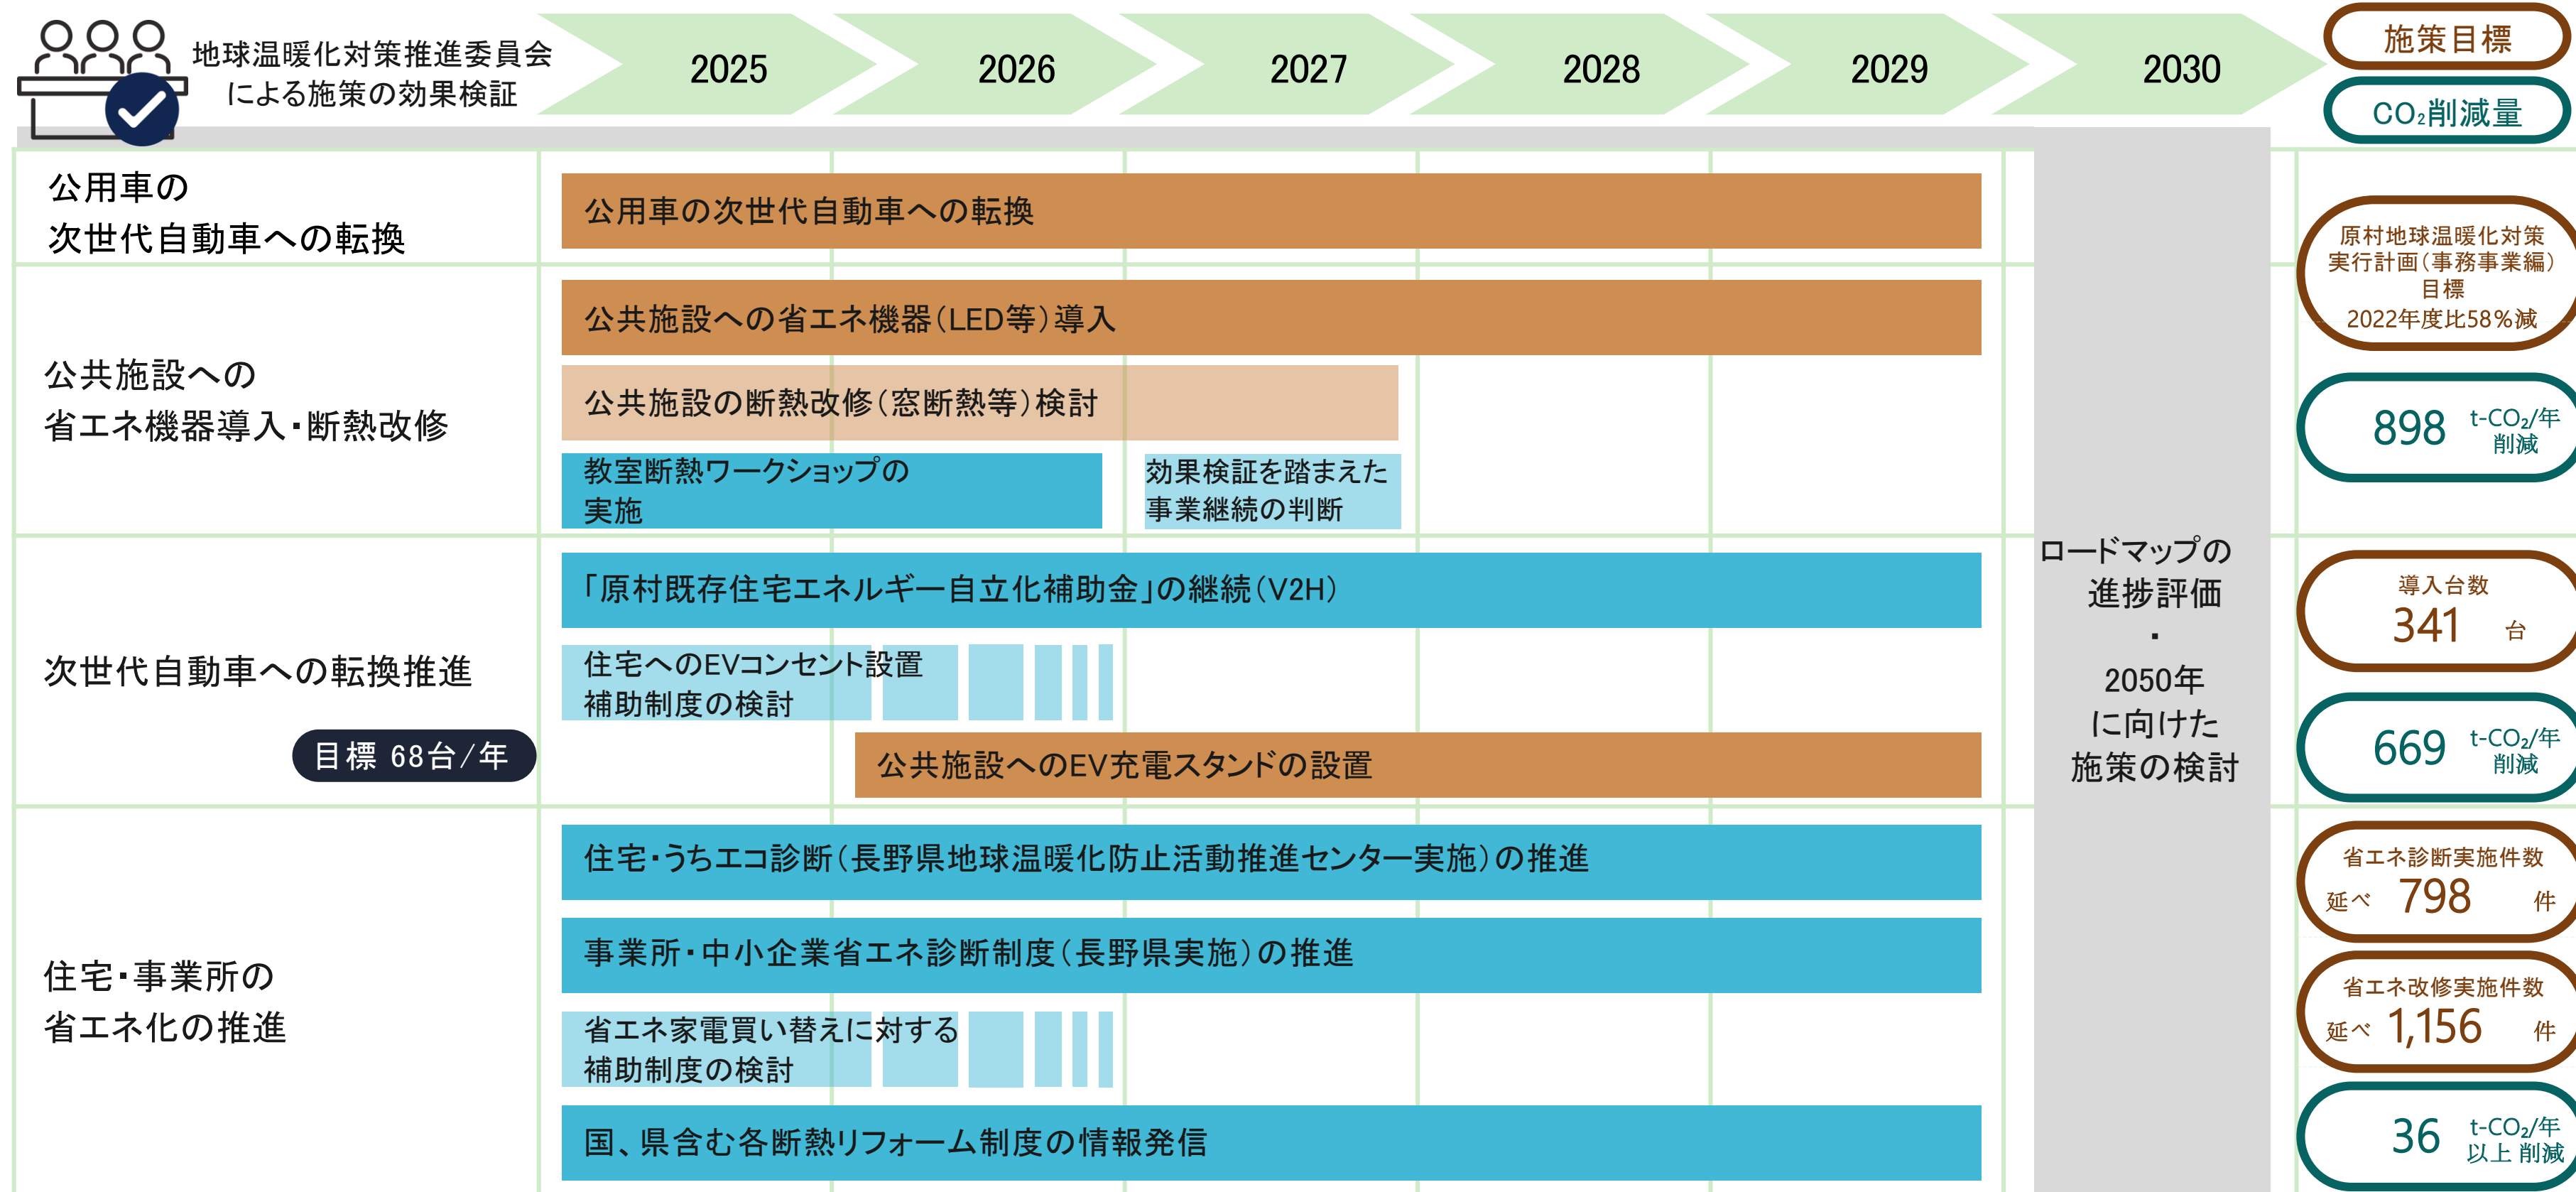 地球温暖化対策推進委員会
による施策の効果検証
2025
2026
2027
2028
2029
2030
施策目標
CO₂削減量
公用車の
次世代自動車への転換
公用車の次世代自動車への転換
原村地球温暖化対策
実行計画（事務事業編）
目標
2022年度比58％減
公共施設への
省エネ機器導入・断熱改修
公共施設への省エネ機器（LED等）導入
公共施設の断熱改修（窓断熱等）検討
教室断熱ワークショップの
実施
効果検証を踏まえた
事業継続の判断
898 t-CO₂/年
削減
次世代自動車への転換推進
目標 68台/年
「原村既存住宅エネルギー自立化補助金」の継続（V2H）
住宅へのEVコンセント設置
補助制度の検討
公共施設へのEV充電スタンドの設置
導入台数
341 台
669 t-CO₂/年
削減
住宅・事業所の
省エネ化の推進
住宅・うちエコ診断（長野県地球温暖化防止活動推進センター実施）の推進
事業所・中小企業省エネ診断制度（長野県実施）の推進
省エネ家電買い替えに対する
補助制度の検討
国、県含む各断熱リフォーム制度の情報発信
ロードマップの
進捗評価
・
2050年
に向けた
施策の検討
省エネ診断実施件数
延べ 798 件
省エネ改修実施件数
延べ 1,156 件
36 t-CO₂/年
以上 削減